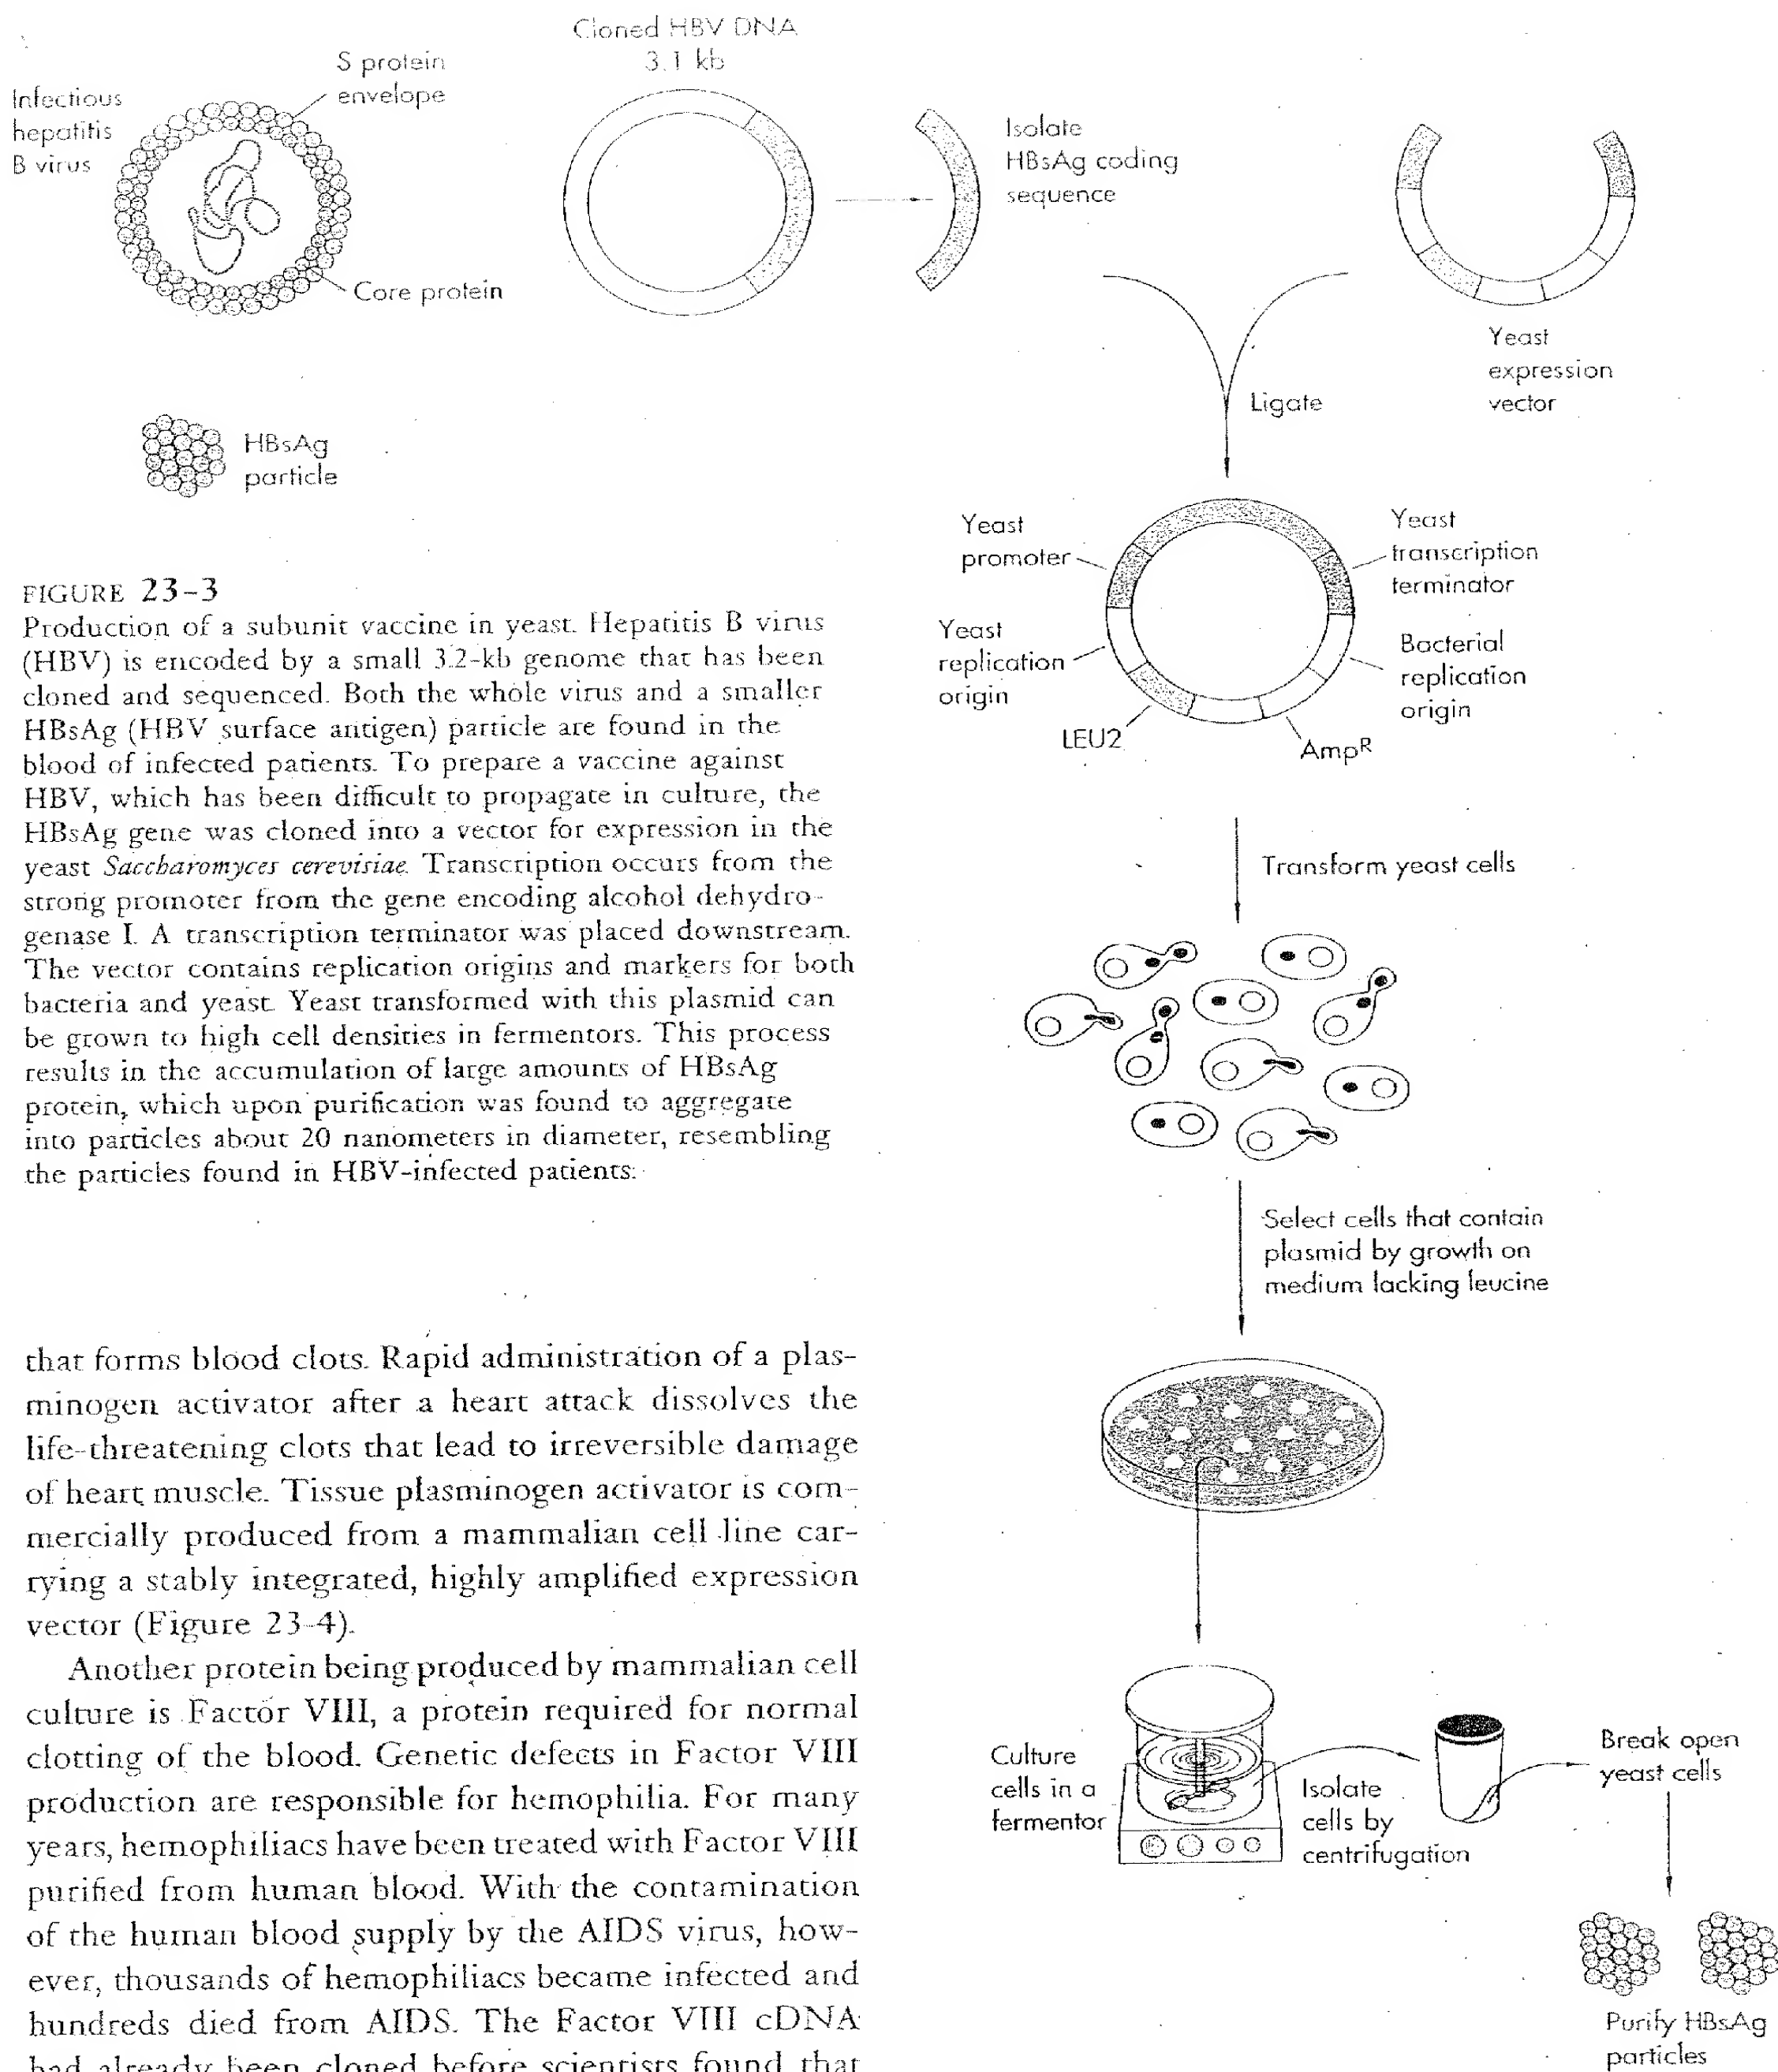 Cloned HBV DNA
3.1 kb
S protein
envelope
Infectious
hepatitis
B virus
Core protein
Isolate
HBsAg coding
sequence
Yeast
expression
vector
Ligate
HBsAg
particle
Yeast
promoter
Yeast
transcription
terminator
Yeast
replication
origin
Bacterial
replication
origin
LEU2
AmpR
Transform yeast cells
Select cells that contain
plasmid by growth on
medium lacking leucine
Culture
cells in a
fermentor
Isolate
cells by
centrifugation
Break open
yeast cells
Purify HBsAg
particles
FIGURE 23-3
Production of a subunit vaccine in yeast. Hepatitis B virus
(HBV) is encoded by a small 3.2-kb genome that has been
cloned and sequenced. Both the whole virus and a smaller
HBsAg (HBV surface antigen) particle are found in the
blood of infected patients. To prepare a vaccine against
HBV, which has been difficult to propagate in culture, the
HBsAg gene was cloned into a vector for expression in the
yeast Saccharomyces cerevisiae. Transcription occurs from the
strong promoter from the gene encoding alcohol dehydro-
genase I. A transcription terminator was placed downstream.
The vector contains replication origins and markers for both
bacteria and yeast. Yeast transformed with this plasmid can
be grown to high cell densities in fermentors. This process
results in the accumulation of large amounts of HBsAg
protein, which upon purification was found to aggregate
into particles about 20 nanometers in diameter, resembling
the particles found in HBV-infected patients.
that forms blood clots. Rapid administration of a plas-
minogen activator after a heart attack dissolves the
life-threatening clots that lead to irreversible damage
of heart muscle. Tissue plasminogen activator is com-
mercially produced from a mammalian cell line car-
rying a stably integrated, highly amplified expression
vector (Figure 23-4).
Another protein being produced by mammalian cell
culture is Factor VIII, a protein required for normal
clotting of the blood. Genetic defects in Factor VIII
production are responsible for hemophilia. For many
years, hemophiliacs have been treated with Factor VIII
purified from human blood. With the contamination
of the human blood supply by the AIDS virus, how-
ever, thousands of hemophiliacs became infected and
hundreds died from AIDS. The Factor VIII cDNA
had already been cloned before scientists found that